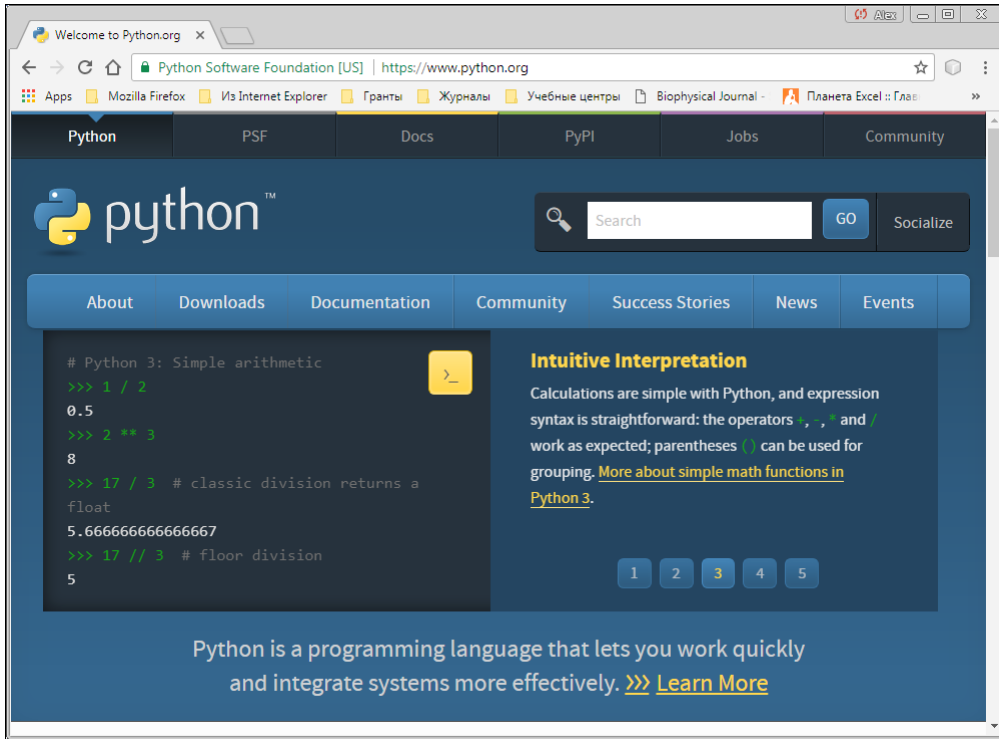 Alex
Welcome to Python.org
Python Software Foundation [US] | https://www.python.org
Apps Mozilla Firefox Из Internet Explorer Гранты Журналы Учебные центры Biophysical Journal - Планета Excel :: Глав
Python PSF Docs PyPI Jobs Community
python™
Search GO Socialize
About Downloads Documentation Community Success Stories News Events
# Python 3: Simple arithmetic
>>> 1 / 2
0.5
>>> 2 ** 3
8
>>> 17 / 3 # classic division returns a
float
5.666666666666667
>>> 17 // 3 # floor division
5
>_
Intuitive Interpretation
Calculations are simple with Python, and expression
syntax is straightforward: the operators +, -, * and /
work as expected; parentheses () can be used for
grouping. More about simple math functions in
Python 3.
1 2 3 4 5
Python is a programming language that lets you work quickly
and integrate systems more effectively. >>> Learn More